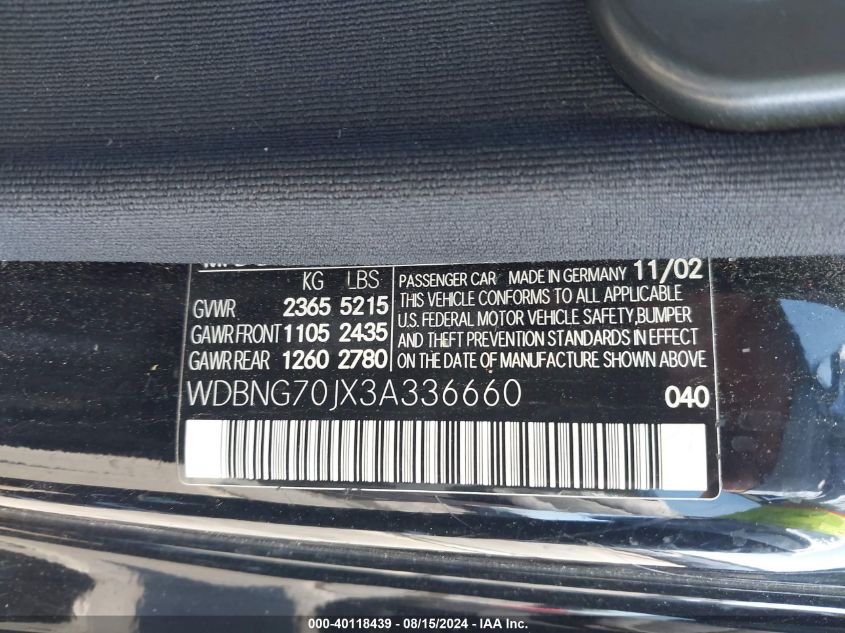 KG LBS
GVWR 2365 5215
GAWR FRONT 1105 2435
GAWR REAR 1260 2780
PASSENGER CAR MADE IN GERMANY 11/02
THIS VEHICLE CONFORMS TO ALL APPLICABLE
U.S. FEDERAL MOTOR VEHICLE SAFETY, BUMPER
AND THEFT PREVENTION STANDARDS IN EFFECT
ON THE DATE OF MANUFACTURE SHOWN ABOVE.
WDBNG70JX3A336660 040
000-40118439 - 08/15/2024 - © IAA Inc.